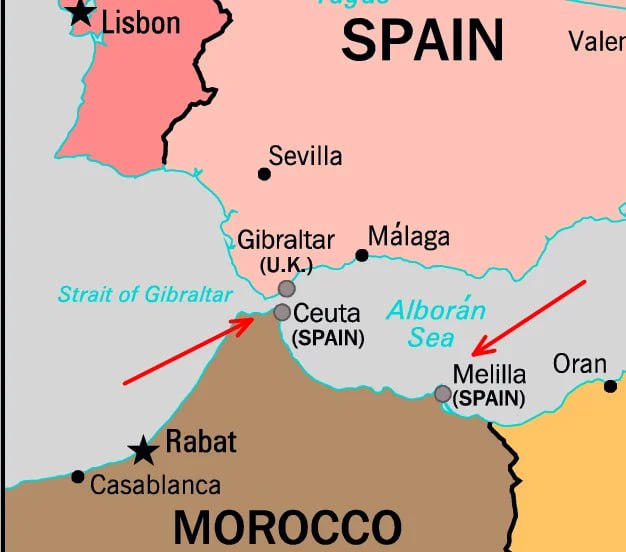 Tagus
Lisbon
SPAIN
Valen
Sevilla
Gibraltar
(U.K.)
Málaga
Strait of Gibraltar
Ceuta
(SPAIN)
Alborán
Sea
Melilla
(SPAIN)
Oran
Rabat
Casablanca
MOROCCO